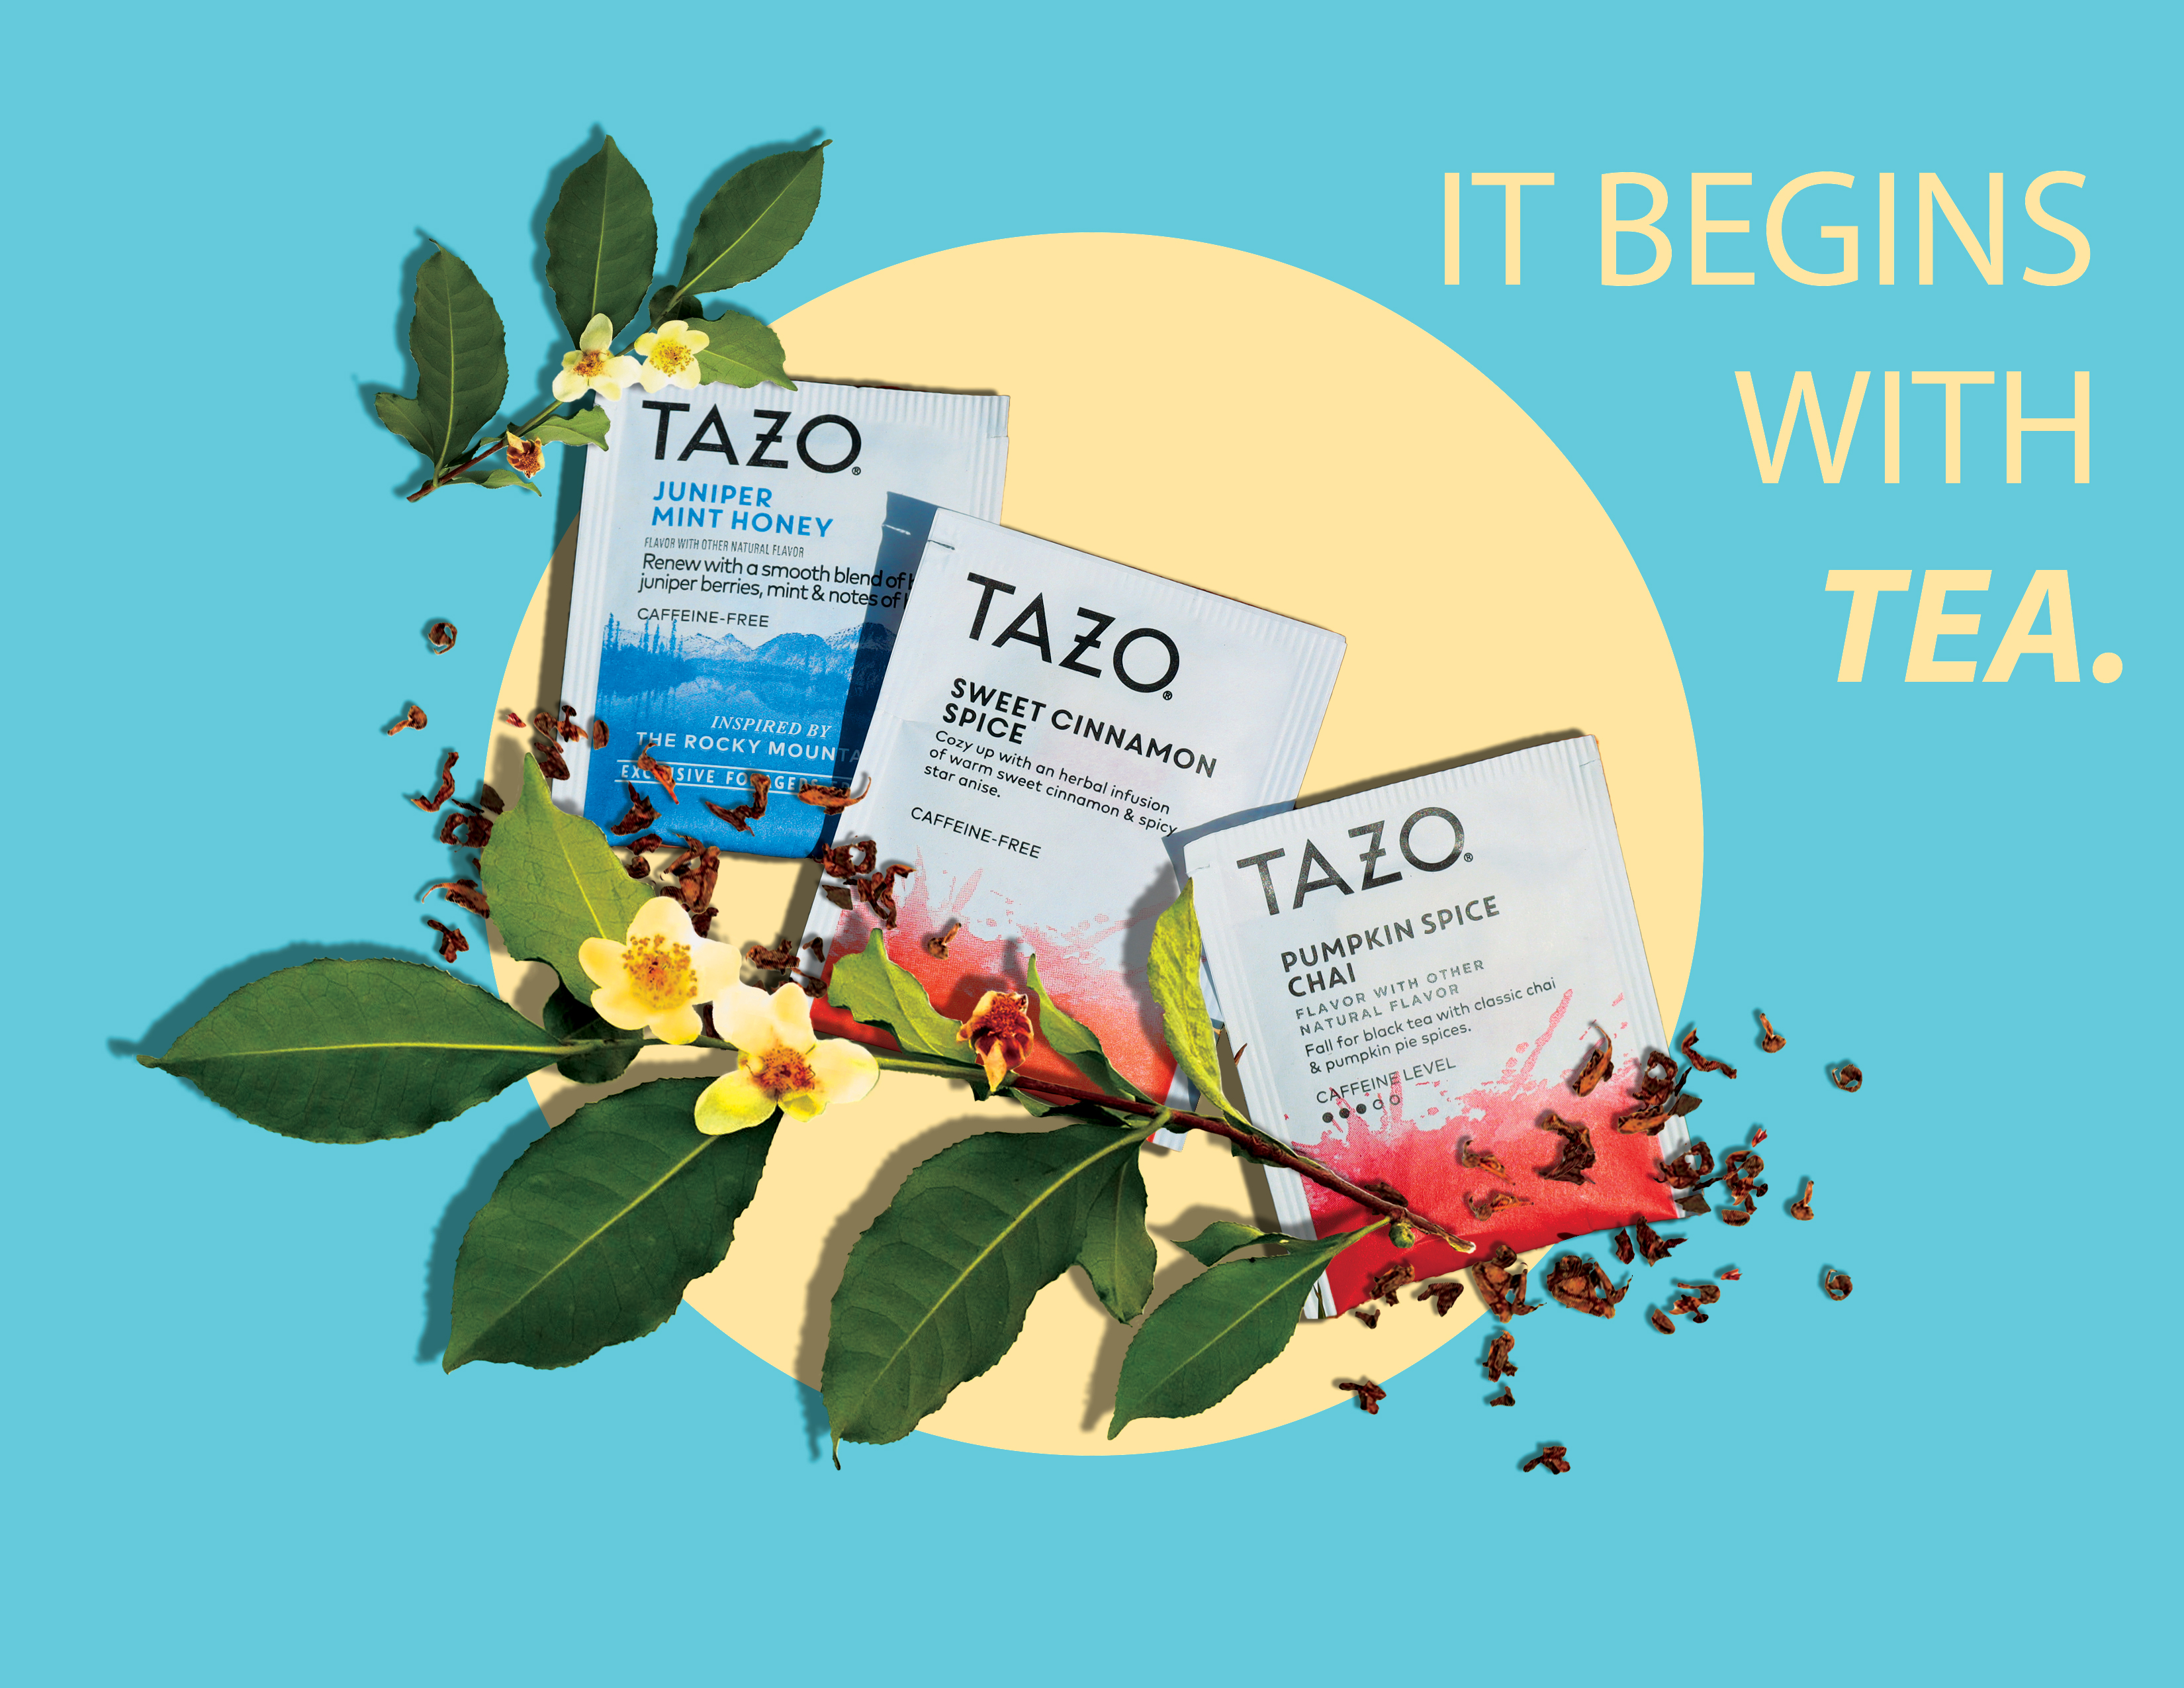 IT BEGINS
WITH
TEA.
TAZO®
JUNIPER
MINT HONEY
FLAVOR WITH OTHER NATURAL FLAVOR
Renew with a smooth blend of
juniper berries, mint & notes of
CAFFEINE-FREE
INSPIRED BY
THE ROCKY MOUNTA
TAZO®
SWEET CINNAMON
SPICE
Cozy up with an herbal infusion
of warm sweet cinnamon & spicy
star anise.
CAFFEINE-FREE
TAZO®
PUMPKIN SPICE
CHAI
FLAVOR WITH OTHER
NATURAL FLAVOR
Fall for black tea with classic chai
& pumpkin pie spices.
CAFFEINE LEVEL